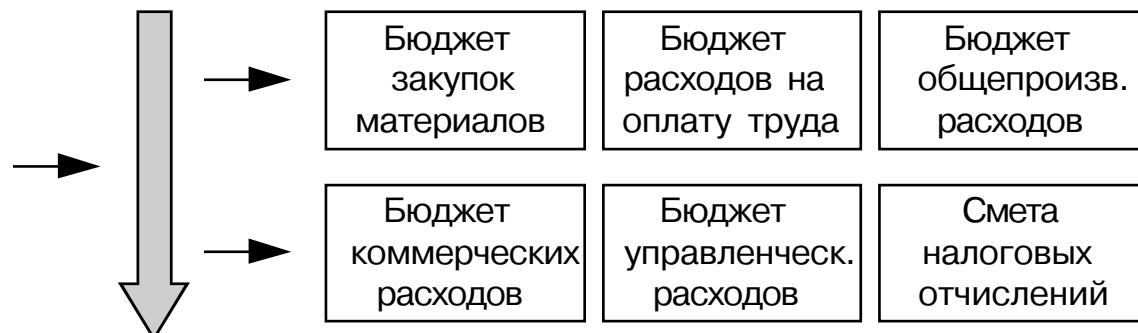 Бюджет
закупок
материалов
Бюджет
расходов на
оплату труда
Бюджет
общепроизв.
расходов
Бюджет
коммерческих
расходов
Бюджет
управленческ.
расходов
Смета
налоговых
отчислений